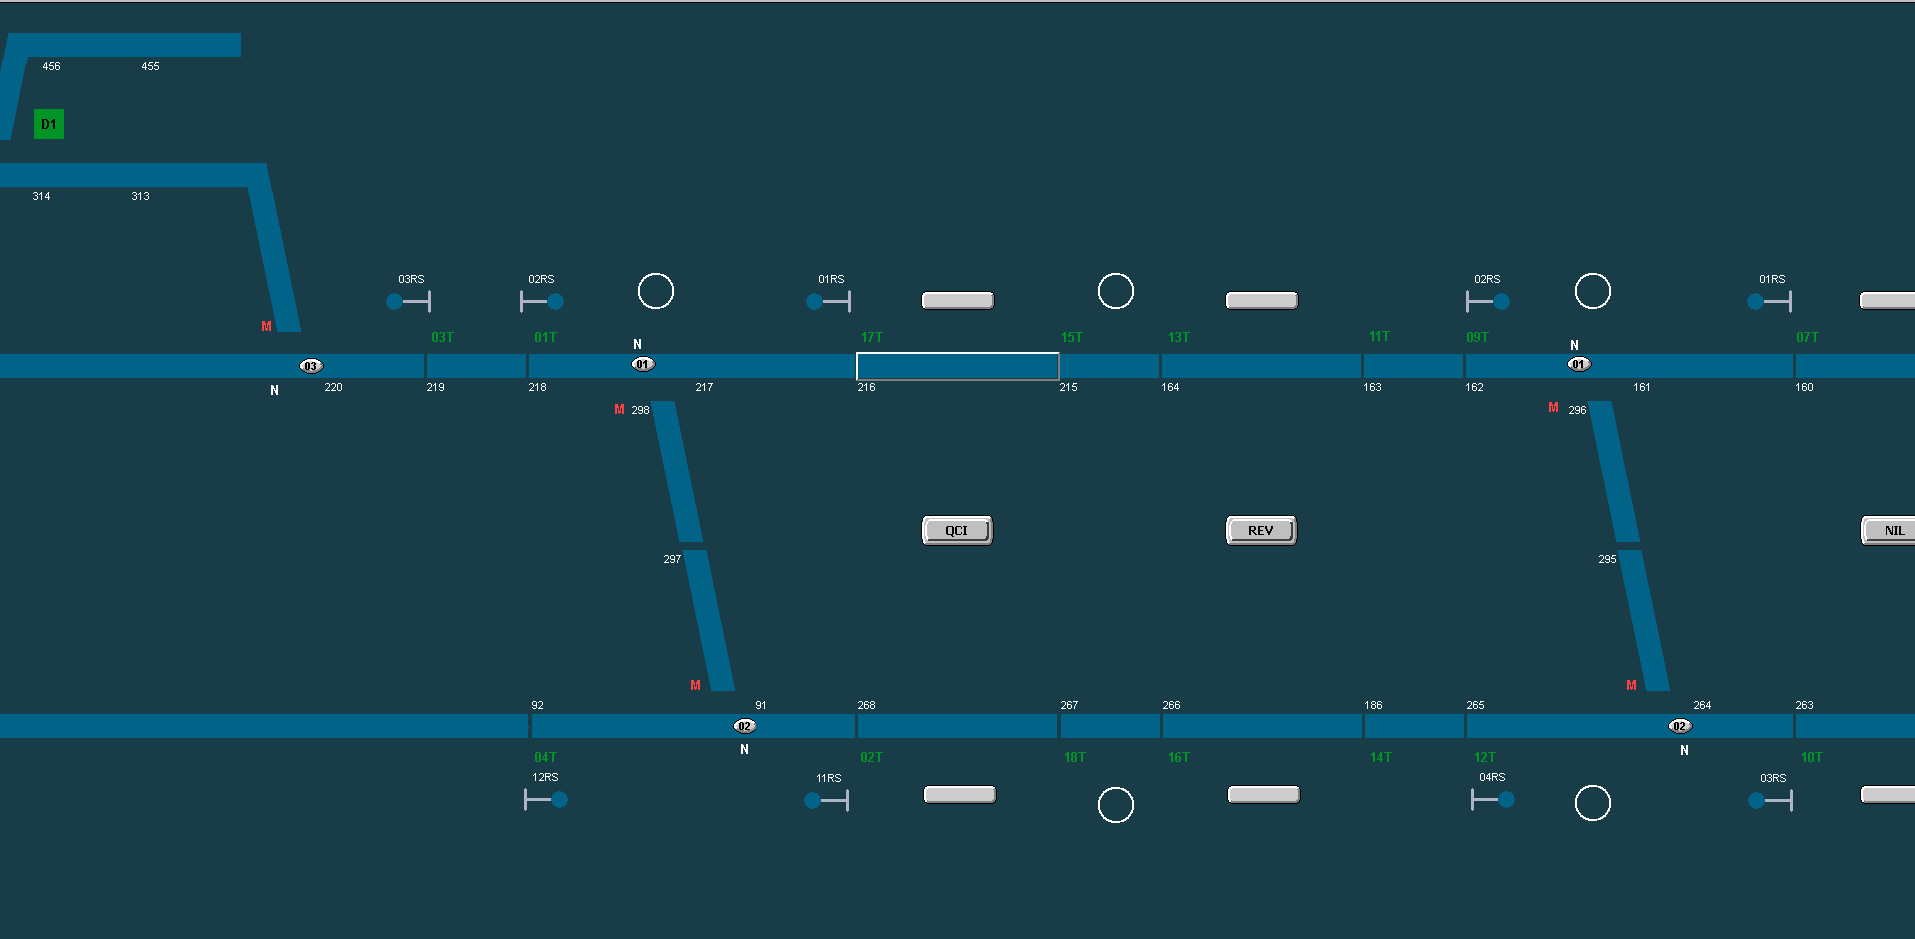 456 455
D1
314 313
03RS 02RS 01RS 02RS 01RS
M
03T 01T 17T 15T 13T 11T 09T 07T
N N
03 01 01
N 220 219 218 217 216 215 164 163 162 161 160
M 298 M 296
QCI REV NIL
297 295
M M
92 91 268 267 266 186 265 264 263
02 02
N N
04T 02T 18T 16T 14T 12T 10T
12RS 11RS 04RS 03RS